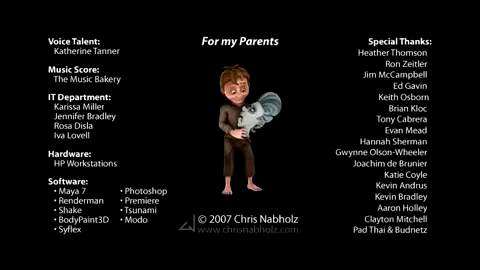 Voice Talent:
Katherine Tanner
Music Score:
The Music Bakery
IT Department:
Karissa Miller
Jennifer Bradley
Rosa Disla
Iva Lovell
Hardware:
HP Workstations
Software:
• Maya 7
• Renderman
• Shake
• BodyPaint3D
• Syflex
• Photoshop
• Premiere
• Tsunami
• Modo
For my Parents
© 2007 Chris Nabholz
www.chrisnabholz.com
Special Thanks:
Heather Thomson
Ron Zeitler
Jim McCampbell
Ed Gavin
Keith Osborn
Brian Kloc
Tony Cabrera
Evan Mead
Hannah Sherman
Gwynne Olson-Wheeler
Joachim de Brunier
Katie Coyle
Kevin Andrus
Kevin Bradley
Aaron Holley
Clayton Mitchell
Pad Thai & Budnetz